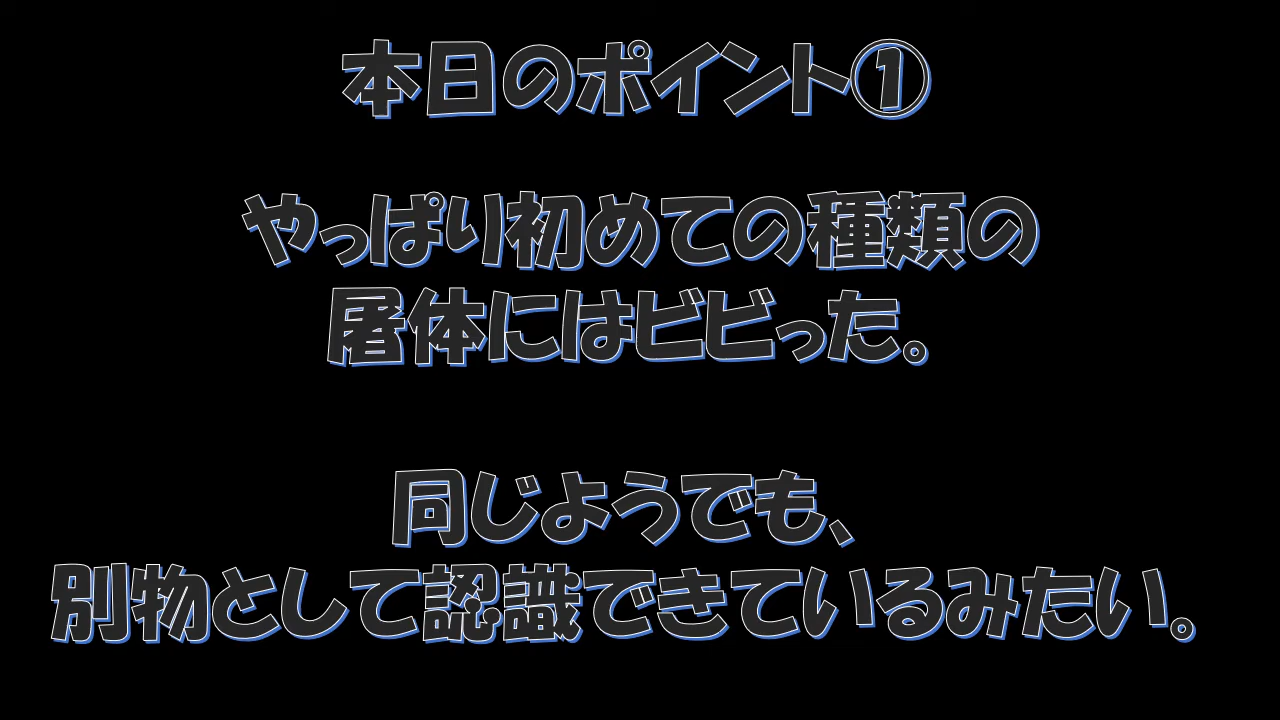 本日のポイント①
やっぱり初めての種類の
屠体にはビビった。
同じようでも、
別物として認識できているみたい。